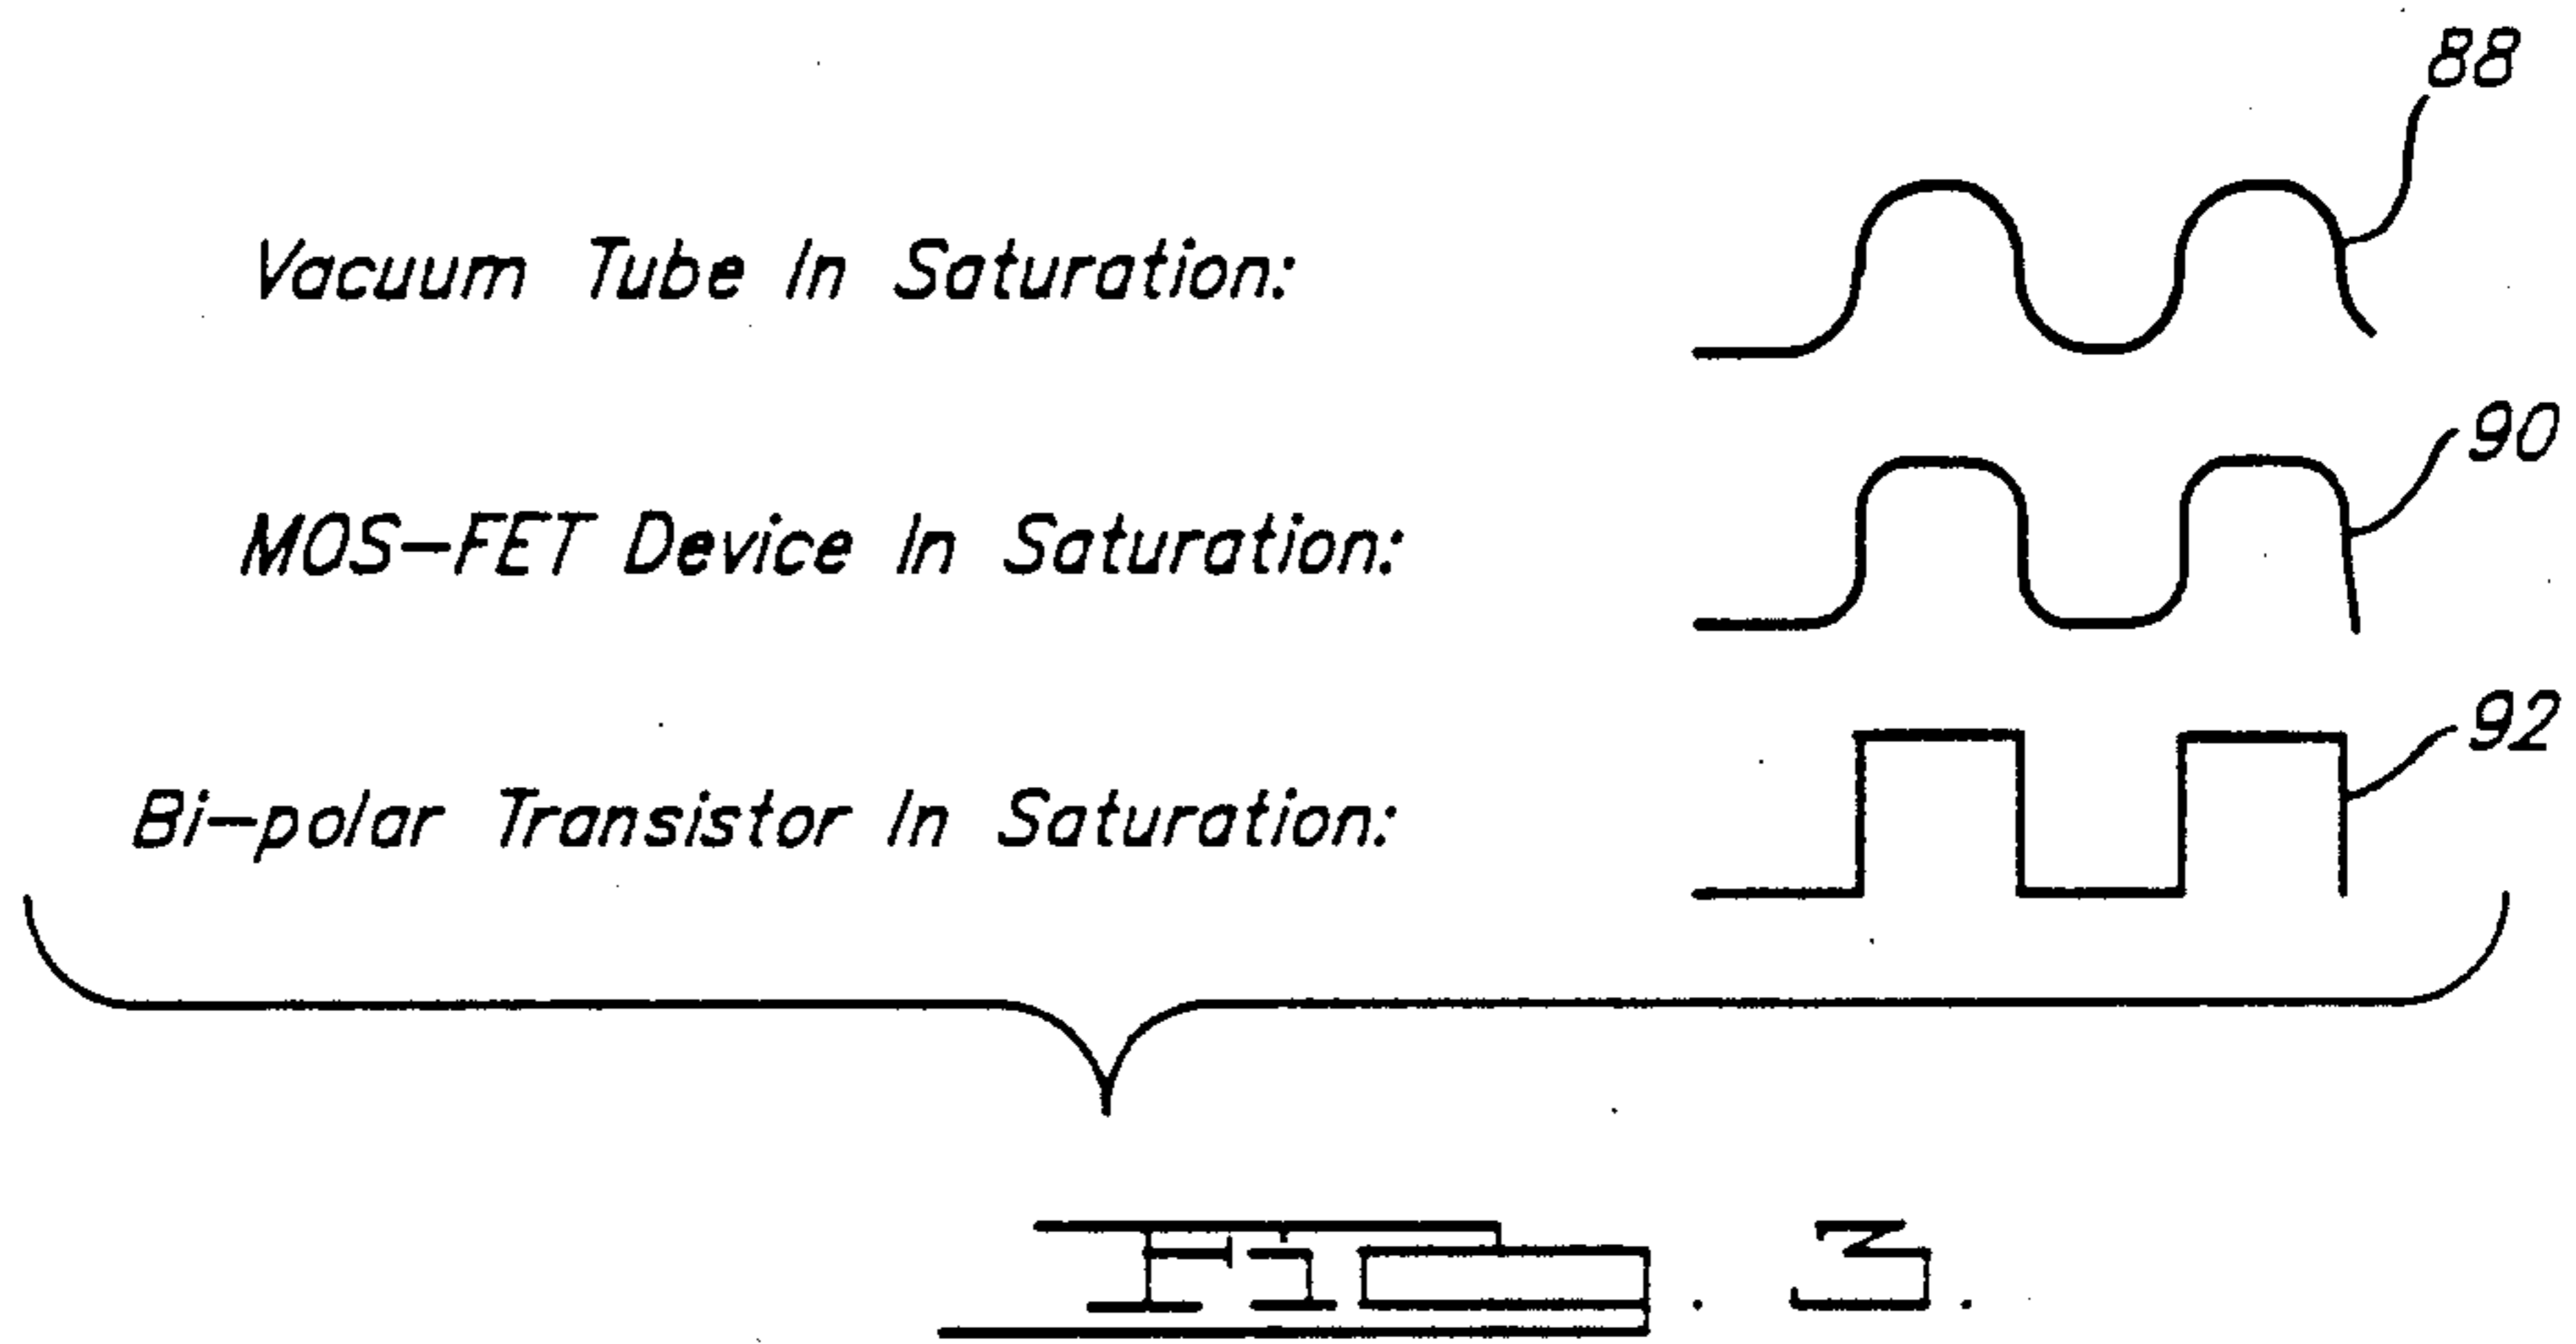 88
Vacuum Tube In Saturation:
90
MOS-FET Device In Saturation:
92
Bi-polar Transistor In Saturation:
Fig. 3.